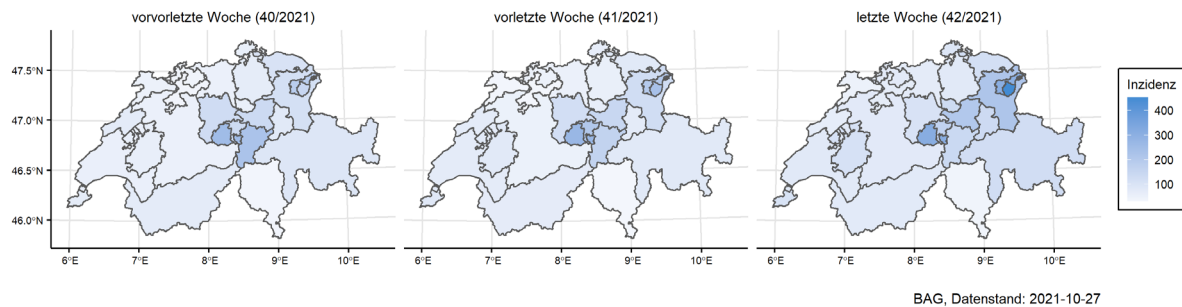 vorvorletzte Woche (40/2021)
vorletzte Woche (41/2021)
letzte Woche (42/2021)
47.5°N
47.0°N
46.5°N
46.0°N
6°E 7°E 8°E 9°E 10°E
6°E 7°E 8°E 9°E 10°E
6°E 7°E 8°E 9°E 10°E
Inzidenz
400
300
200
100
BAG, Datenstand: 2021-10-27